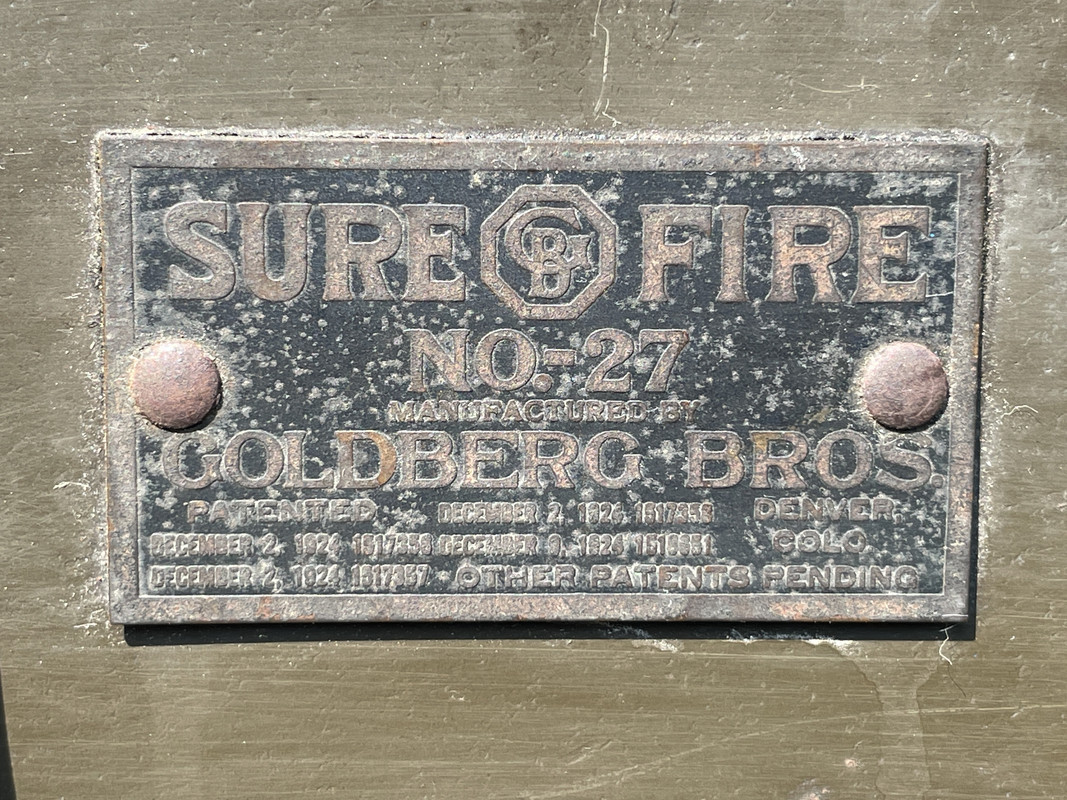 SURE GB FIRE
NO.-27
MANUFACTURED BY
GOLDBERG BROS.
PATENTED DECEMBER 2, 1924 DENVER,
DECEMBER 2, 1924 DECEMBER 9, 1924 COLO.
DECEMBER 2, 1924 1517357 OTHER PATENTS PENDING